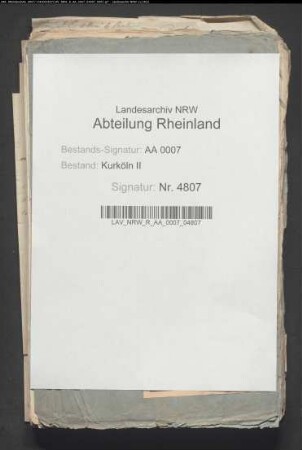 Landesarchiv NRW
Abteilung Rheinland
Bestands-Signatur: AA 0007
Bestand: Kurköln II
Signatur: Nr. 4807
LAV_NRW_R_AA_0007_04807